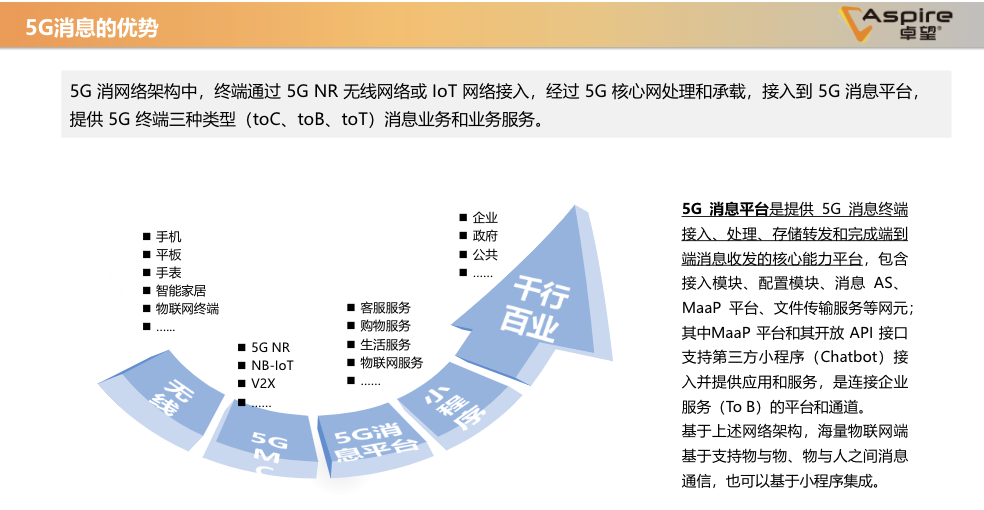 5G消息的优势
Aspire
卓望®
5G 消网络架构中，终端通过 5G NR 无线网络或 IoT 网络接入，经过 5G 核心网处理和承载，接入到 5G 消息平台，
提供 5G 终端三种类型（toC、toB、toT）消息业务和业务服务。
■ 手机
■ 平板
■ 手表
■ 智能家居
■ 物联网终端
■ ……
■ 5G NR
■ NB-IoT
■ V2X
■ ……
■ 客服服务
■ 购物服务
■ 生活服务
■ 物联网服务
■ ……
■ 企业
■ 政府
■ 公共
■ ……
无
线
5G
M
C
5G消
息平台
小
程
序
千行
百业
5G 消息平台是提供 5G 消息终端
接入、处理、存储转发和完成端到
端消息收发的核心能力平台，包含
接入模块、配置模块、消息 AS、
MaaP 平台、文件传输服务等网元；
其中MaaP 平台和其开放 API 接口
支持第三方小程序（Chatbot）接
入并提供应用和服务，是连接企业
服务（To B）的平台和通道。
基于上述网络架构，海量物联网端
基于支持物与物、物与人之间消息
通信，也可以基于小程序集成。